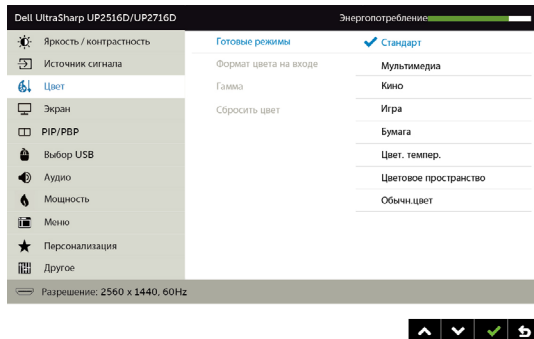 Dell UltraSharp UP2516D/UP2716D
Энергопотребление
Яркость / контрастность
Источник сигнала
Цвет
Экран
PIP/PBP
Выбор USB
Аудио
Мощность
Меню
Персонализация
Другое
Готовые режимы
Формат цвета на входе
Гамма
Сбросить цвет
Стандарт
Мультимедиа
Кино
Игра
Бумага
Цвет. темпер.
Цветовое пространство
Обычн.цвет
Разрешение: 2560 x 1440, 60Hz